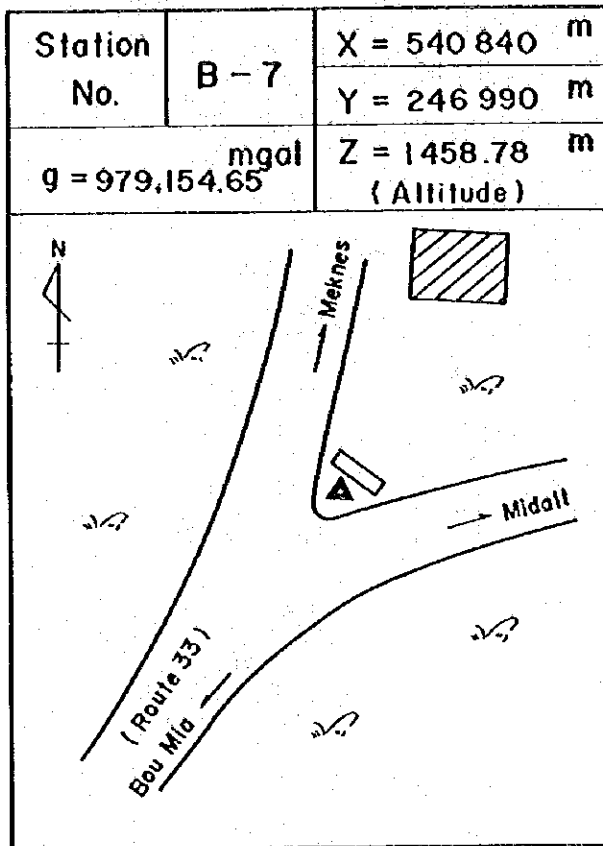 Station No.
B-7
X = 540 840 m
Y = 246 990 m
g = 979,154.65 mgal
Z = 1458.78 m
(Altitude)
N
Meknes
Midalt
(Route 33)
Bou Mia